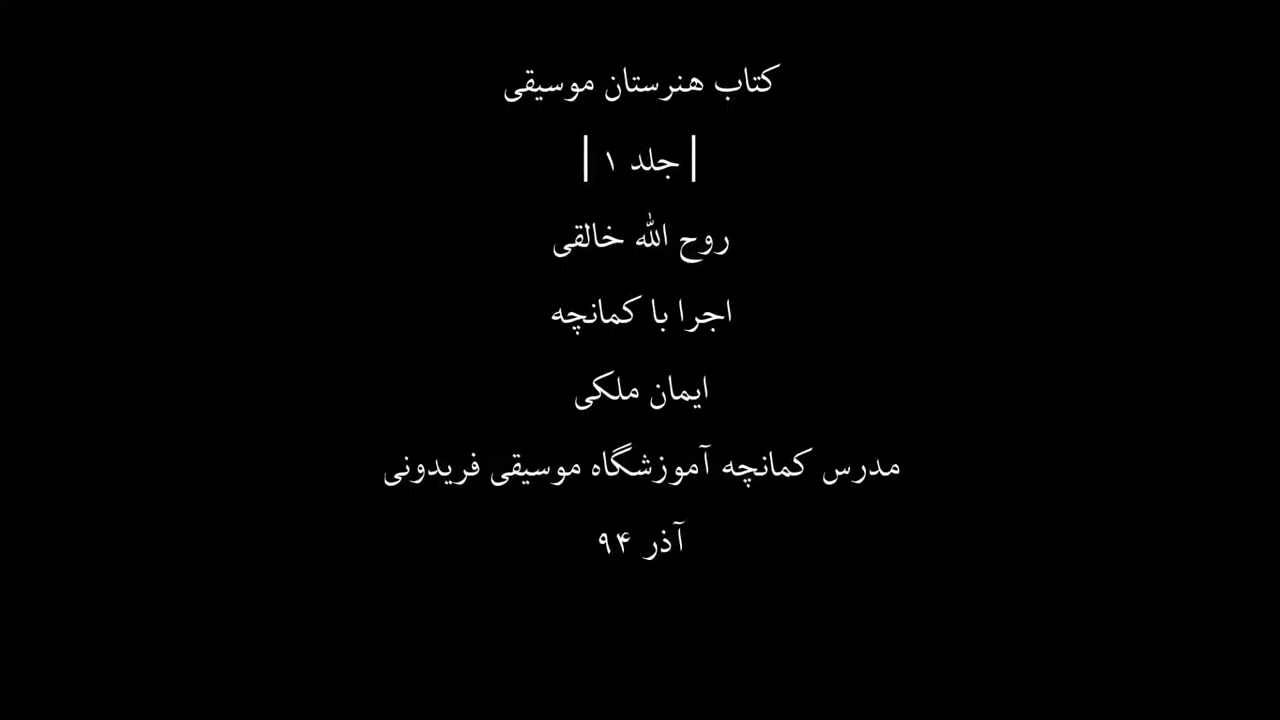 کتاب هنرستان موسیقی
| جلد ۱ |
روح الله خالقی
اجرا با کمانچه
ایمان ملکی
مدرس کمانچه آموزشگاه موسیقی فریدونی
آذر ۹۴